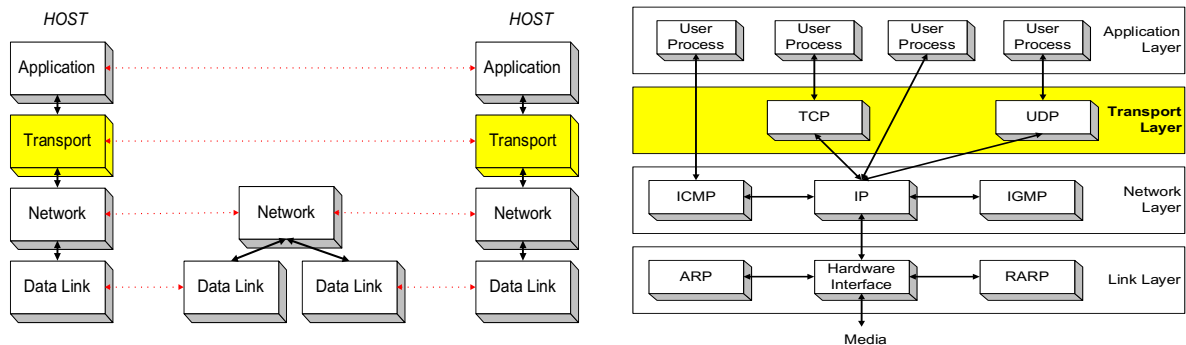 HOST
HOST
Application
Application
Transport
Transport
Network
Network
Network
Data Link
Data Link
Data Link
Data Link
User
Process
User
Process
User
Process
User
Process
Application
Layer
TCP
UDP
Transport
Layer
ICMP
IP
IGMP
Network
Layer
ARP
Hardware
Interface
RARP
Link Layer
Media